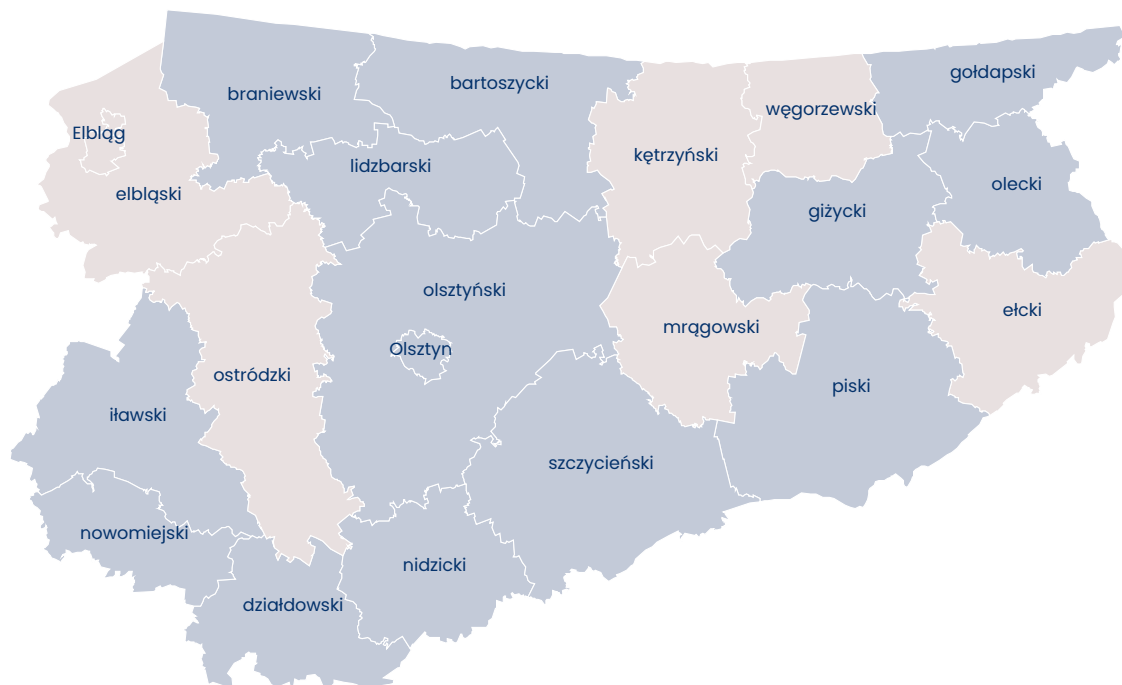 gołdapski
bartoszycki
braniewski
węgorzewski
Elbląg
kętrzyński
lidzbarski
olecki
elbląski
giżycki
olsztyński
ełcki
mrągowski
Olsztyn
ostródzki
piski
iławski
szczycieński
nowomiejski
nidzicki
działdowski